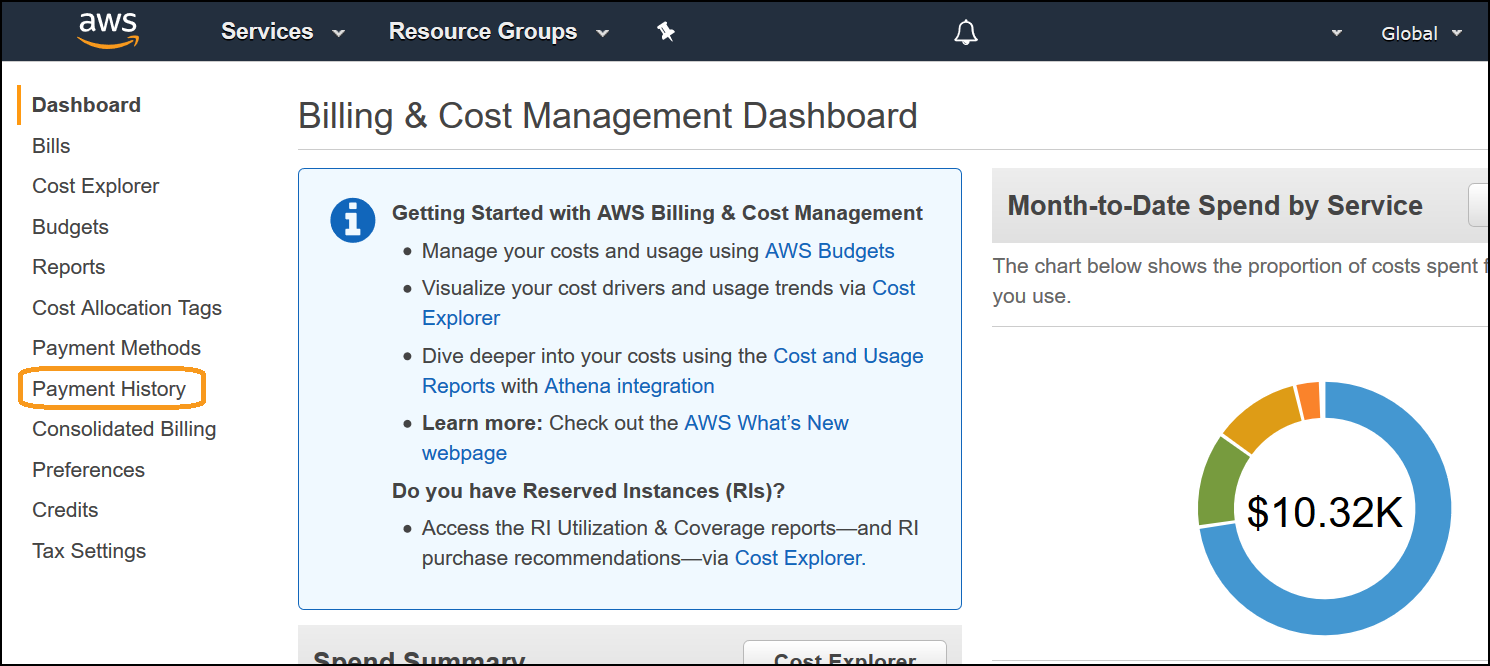 aws Services Resource Groups Global
Dashboard
Bills
Cost Explorer
Budgets
Reports
Cost Allocation Tags
Payment Methods
Payment History
Consolidated Billing
Preferences
Credits
Tax Settings
Billing & Cost Management Dashboard
Getting Started with AWS Billing & Cost Management
• Manage your costs and usage using AWS Budgets
• Visualize your cost drivers and usage trends via Cost
Explorer
• Dive deeper into your costs using the Cost and Usage
Reports with Athena integration
• Learn more: Check out the AWS What’s New
webpage
Do you have Reserved Instances (RIs)?
• Access the RI Utilization & Coverage reports—and RI
purchase recommendations—via Cost Explorer.
Spend Summary
Cost Explorer
Month-to-Date Spend by Service
The chart below shows the proportion of costs spent
you use.
$10.32K